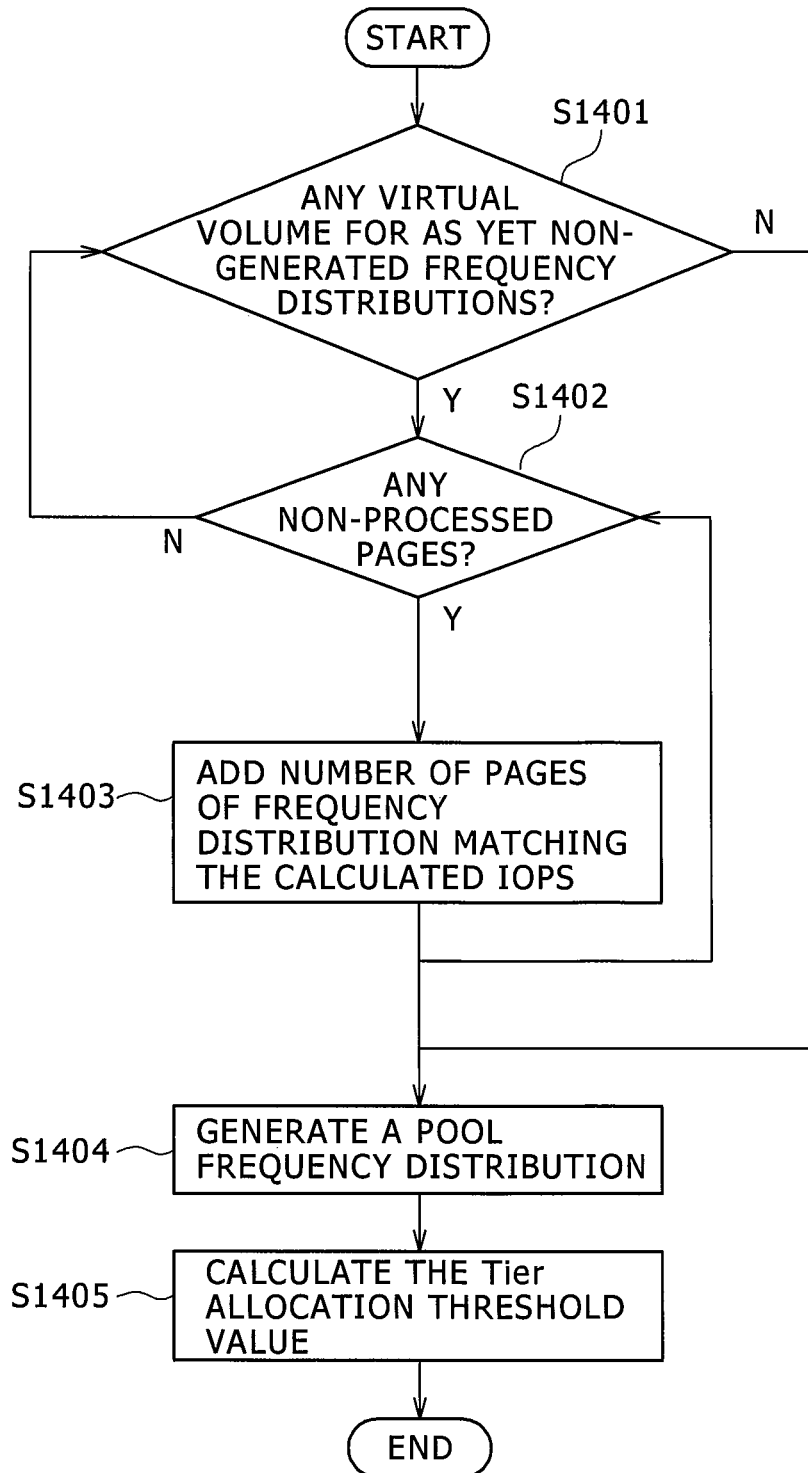 START
S1401
ANY VIRTUAL
VOLUME FOR AS YET NON-
GENERATED FREQUENCY
DISTRIBUTIONS?
N
Y
S1402
ANY
NON-PROCESSED
PAGES?
N
Y
S1403
ADD NUMBER OF PAGES
OF FREQUENCY
DISTRIBUTION MATCHING
THE CALCULATED IOPS
S1404
GENERATE A POOL
FREQUENCY DISTRIBUTION
S1405
CALCULATE THE Tier
ALLOCATION THRESHOLD
VALUE
END